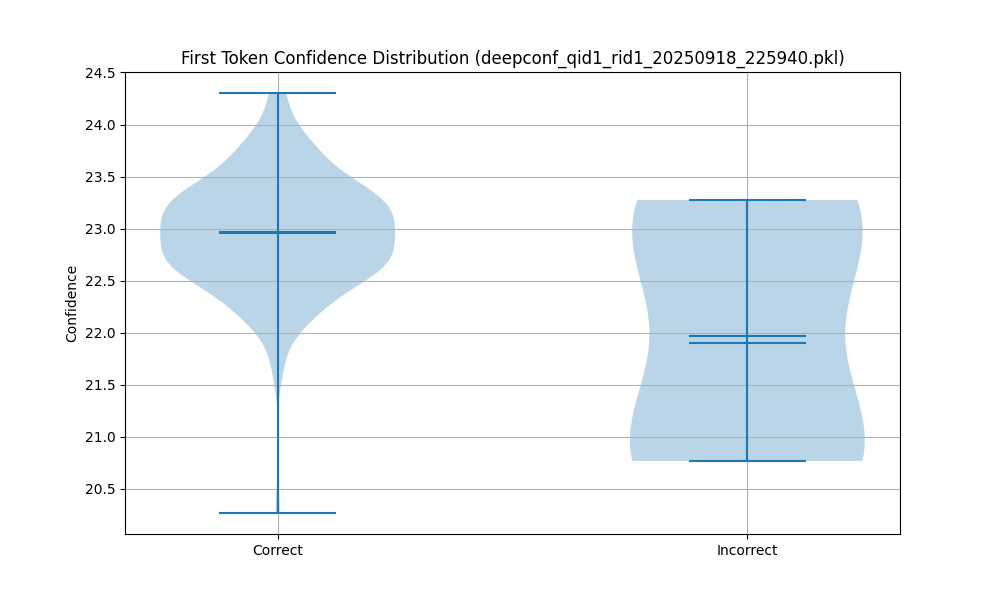 First Token Confidence Distribution (deepconf_qid1_rid1_20250918_225940.pkl)
24.5
24.0
23.5
23.0
22.5
22.0
21.5
21.0
20.5
Confidence
Correct
Incorrect